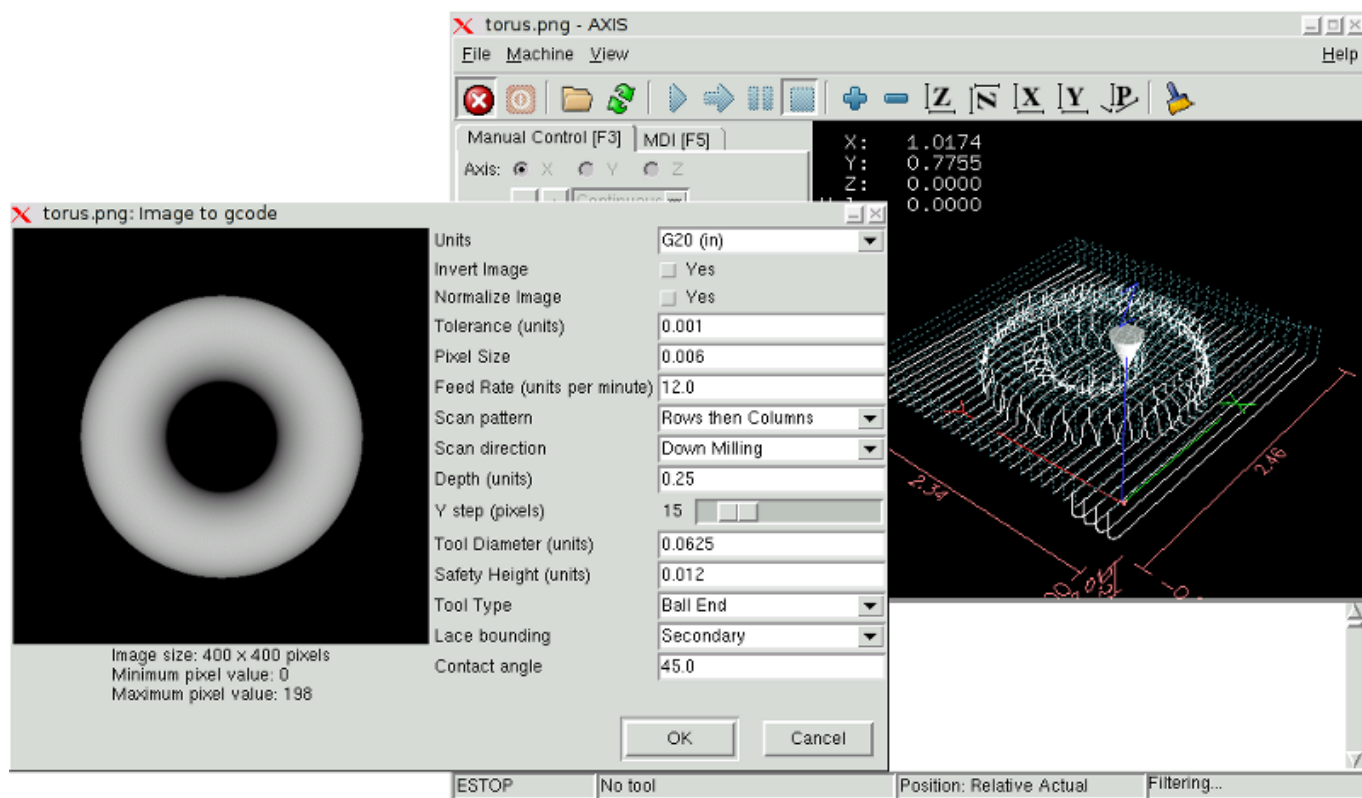 torus.png - AXIS
File Machine View Help
Z N X Y P
Manual Control [F3] MDI [F5]
Axis: X Y Z
Continuous
X: 1.0174
Y: 0.7755
Z: 0.0000
0.0000
2.34
2.46
torus.png: Image to gcode
Units G20 (in)
Invert Image Yes
Normalize Image Yes
Tolerance (units) 0.001
Pixel Size 0.006
Feed Rate (units per minute) 12.0
Scan pattern Rows then Columns
Scan direction Down Milling
Depth (units) 0.25
Y step (pixels) 15
Tool Diameter (units) 0.0625
Safety Height (units) 0.012
Tool Type Ball End
Lace bounding Secondary
Contact angle 45.0
Image size: 400 x 400 pixels
Minimum pixel value: 0
Maximum pixel value: 198
OK Cancel
ESTOP No tool Position: Relative Actual Filtering...